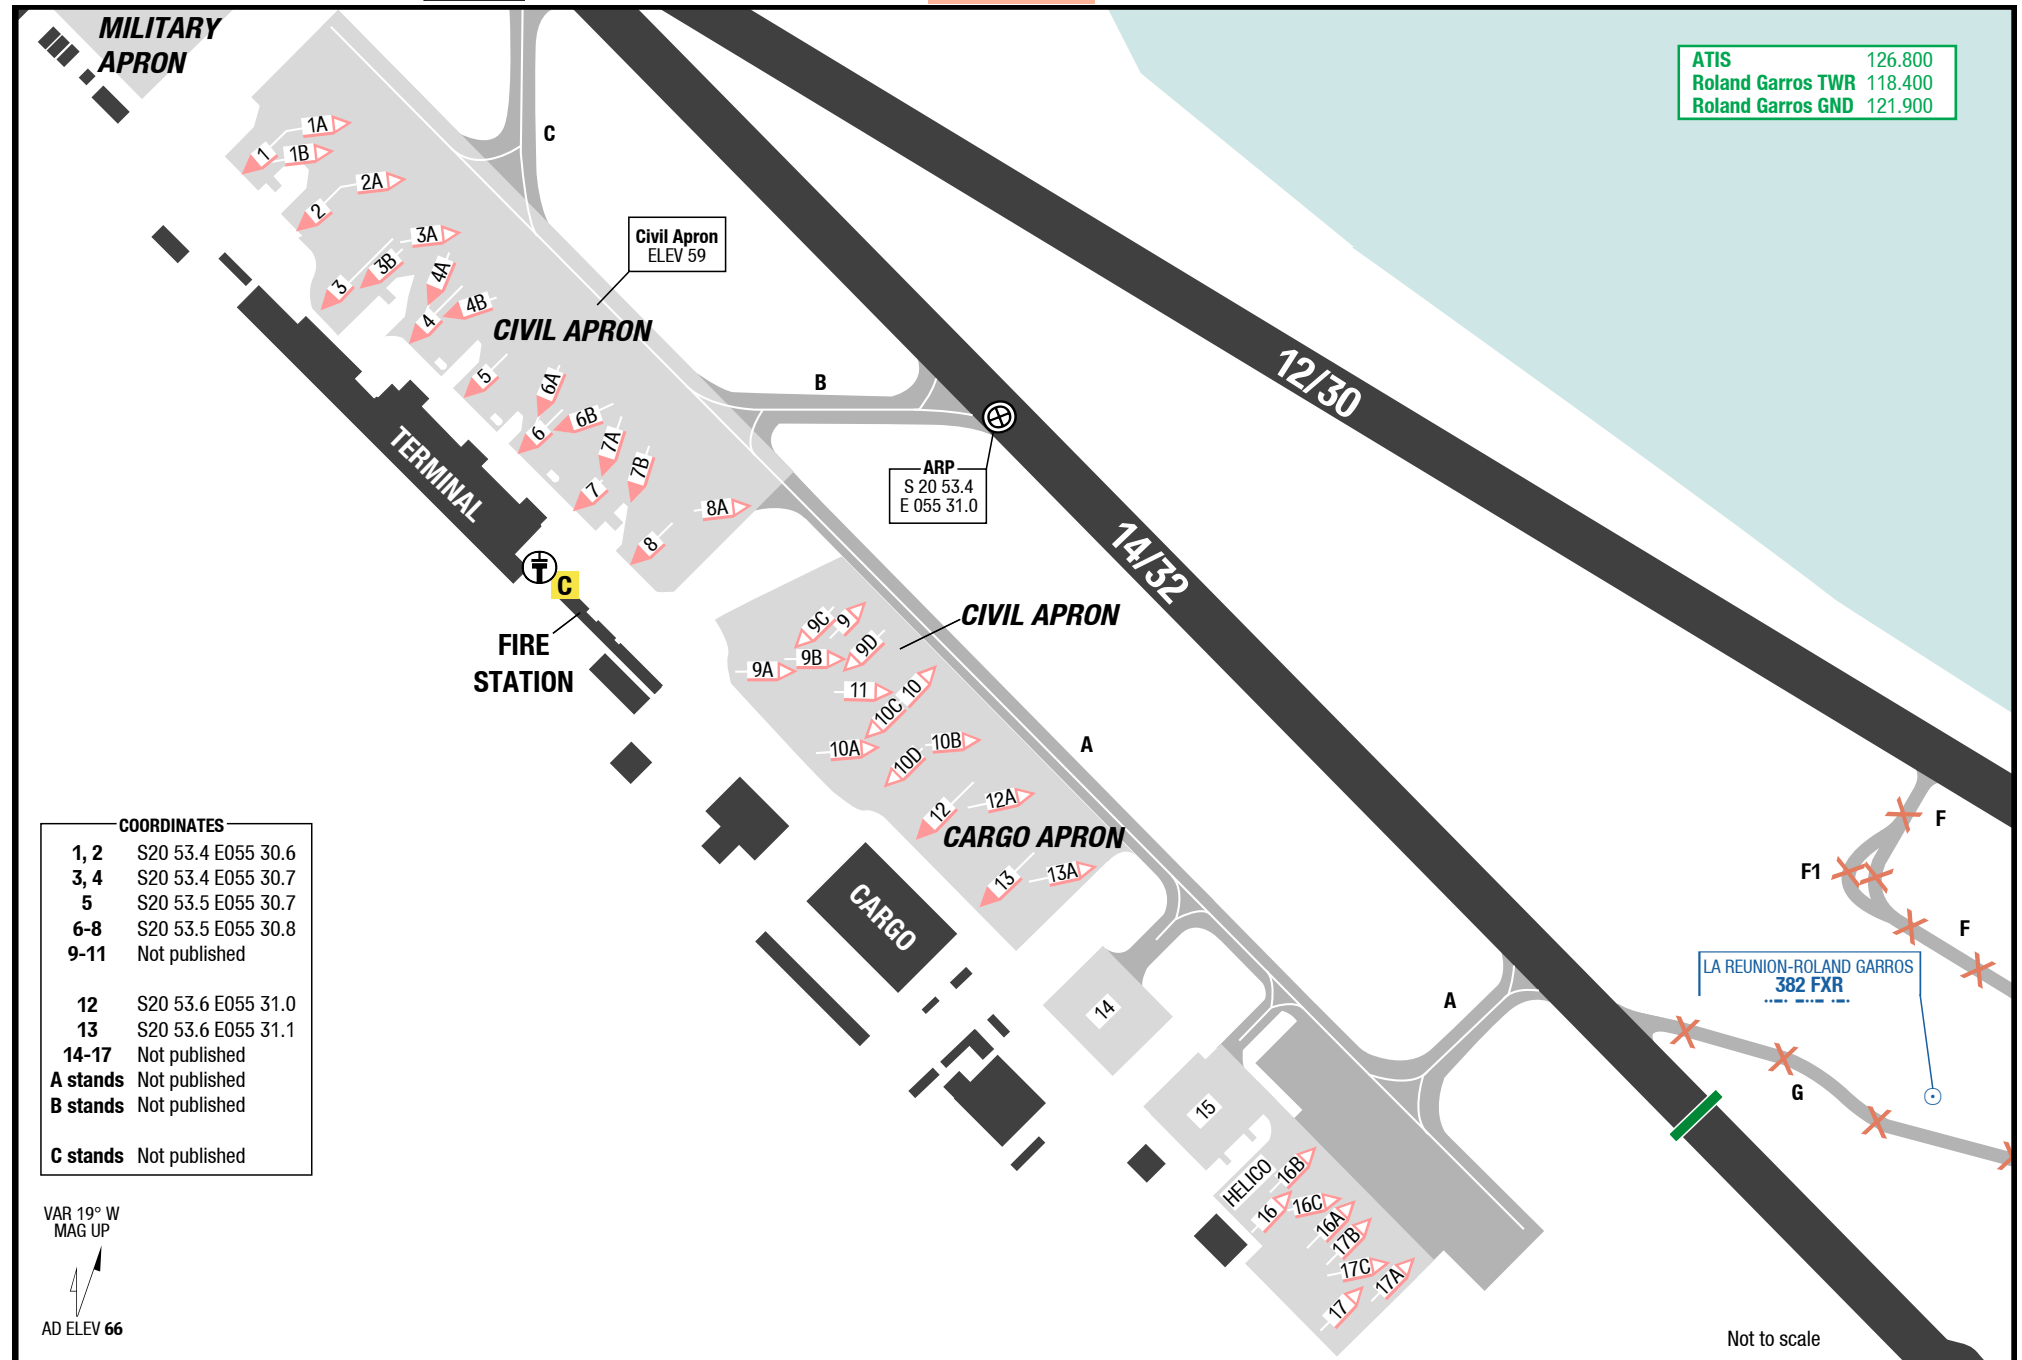 MILITARY
APRON
ATIS 126.800
Roland Garros TWR 118.400
Roland Garros GND 121.900
1A
1
1B
C
2A
2
3A
3B
3
4A
4B
4
Civil Apron
ELEV 59
CIVIL APRON
5
6A
6B
6
7A
7B
7
8A
8
B
12/30
ARP
S 20 53.4
E 055 31.0
14/32
TERMINAL
C
FIRE
STATION
CIVIL APRON
9C
9
9D
9B
9A
11
10
10C
10A
10B
10D
A
12
12A
CARGO APRON
13
13A
CARGO
14
15
A
F
F1
F
LA REUNION-ROLAND GARROS
382 FXR
G
HELICO
16B
16
16C
16A
17B
17C
17A
17
COORDINATES
1, 2 S20 53.4 E055 30.6
3, 4 S20 53.4 E055 30.7
5 S20 53.5 E055 30.7
6-8 S20 53.5 E055 30.8
9-11 Not published
12 S20 53.6 E055 31.0
13 S20 53.6 E055 31.1
14-17 Not published
A stands Not published
B stands Not published
C stands Not published
VAR 19° W
MAG UP
AD ELEV 66
Not to scale